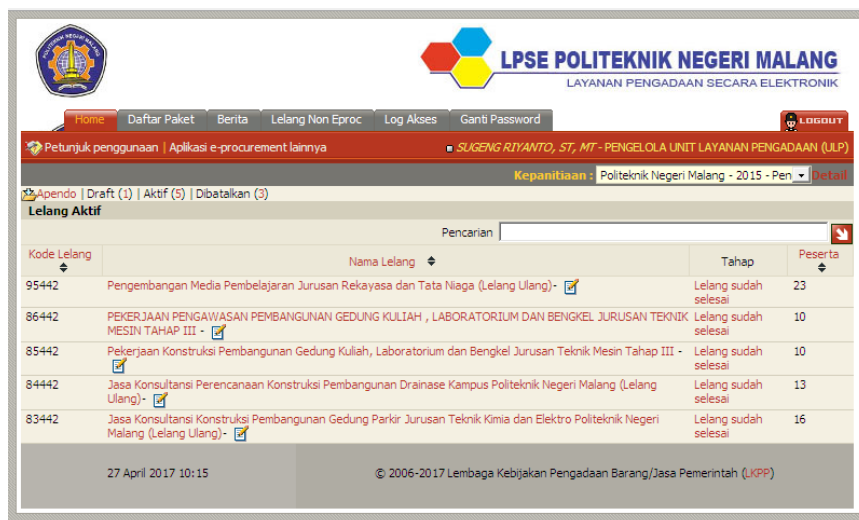 LPSE POLITEKNIK NEGERI MALANG
LAYANAN PENGADAAN SECARA ELEKTRONIK
Home Daftar Paket Berita Lelang Non Eproc Log Akses Ganti Password LOGOUT
Petunjuk penggunaan | Aplikasi e-procurement lainnya SUGENG RIYANTO, ST, MT - PENGELOLA UNIT LAYANAN PENGADAAN (ULP)
Kepanitiaan : Politeknik Negeri Malang - 2015 - Pen Detail
Apendo | Draft (1) | Aktif (5) | Dibatalkan (3)
Lelang Aktif
Pencarian
Kode Lelang Nama Lelang Tahap Peserta
95442 Pengembangan Media Pembelajaran Jurusan Rekayasa dan Tata Niaga (Lelang Ulang)- Lelang sudah 23
selesai
86442 PEKERJAAN PENGAWASAN PEMBANGUNAN GEDUNG KULIAH , LABORATORIUM DAN BENGKEL JURUSAN TEKNIK Lelang sudah 10
MESIN TAHAP III - selesai
85442 Pekerjaan Konstruksi Pembangunan Gedung Kuliah, Laboratorium dan Bengkel Jurusan Teknik Mesin Tahap III - Lelang sudah 10
selesai
84442 Jasa Konsultansi Perencanaan Konstruksi Pembangunan Drainase Kampus Politeknik Negeri Malang (Lelang Lelang sudah 13
Ulang)- selesai
83442 Jasa Konsultansi Konstruksi Pembangunan Gedung Parkir Jurusan Teknik Kimia dan Elektro Politeknik Negeri Lelang sudah 16
Malang (Lelang Ulang)- selesai
27 April 2017 10:15 © 2006-2017 Lembaga Kebijakan Pengadaan Barang/Jasa Pemerintah (LKPP)